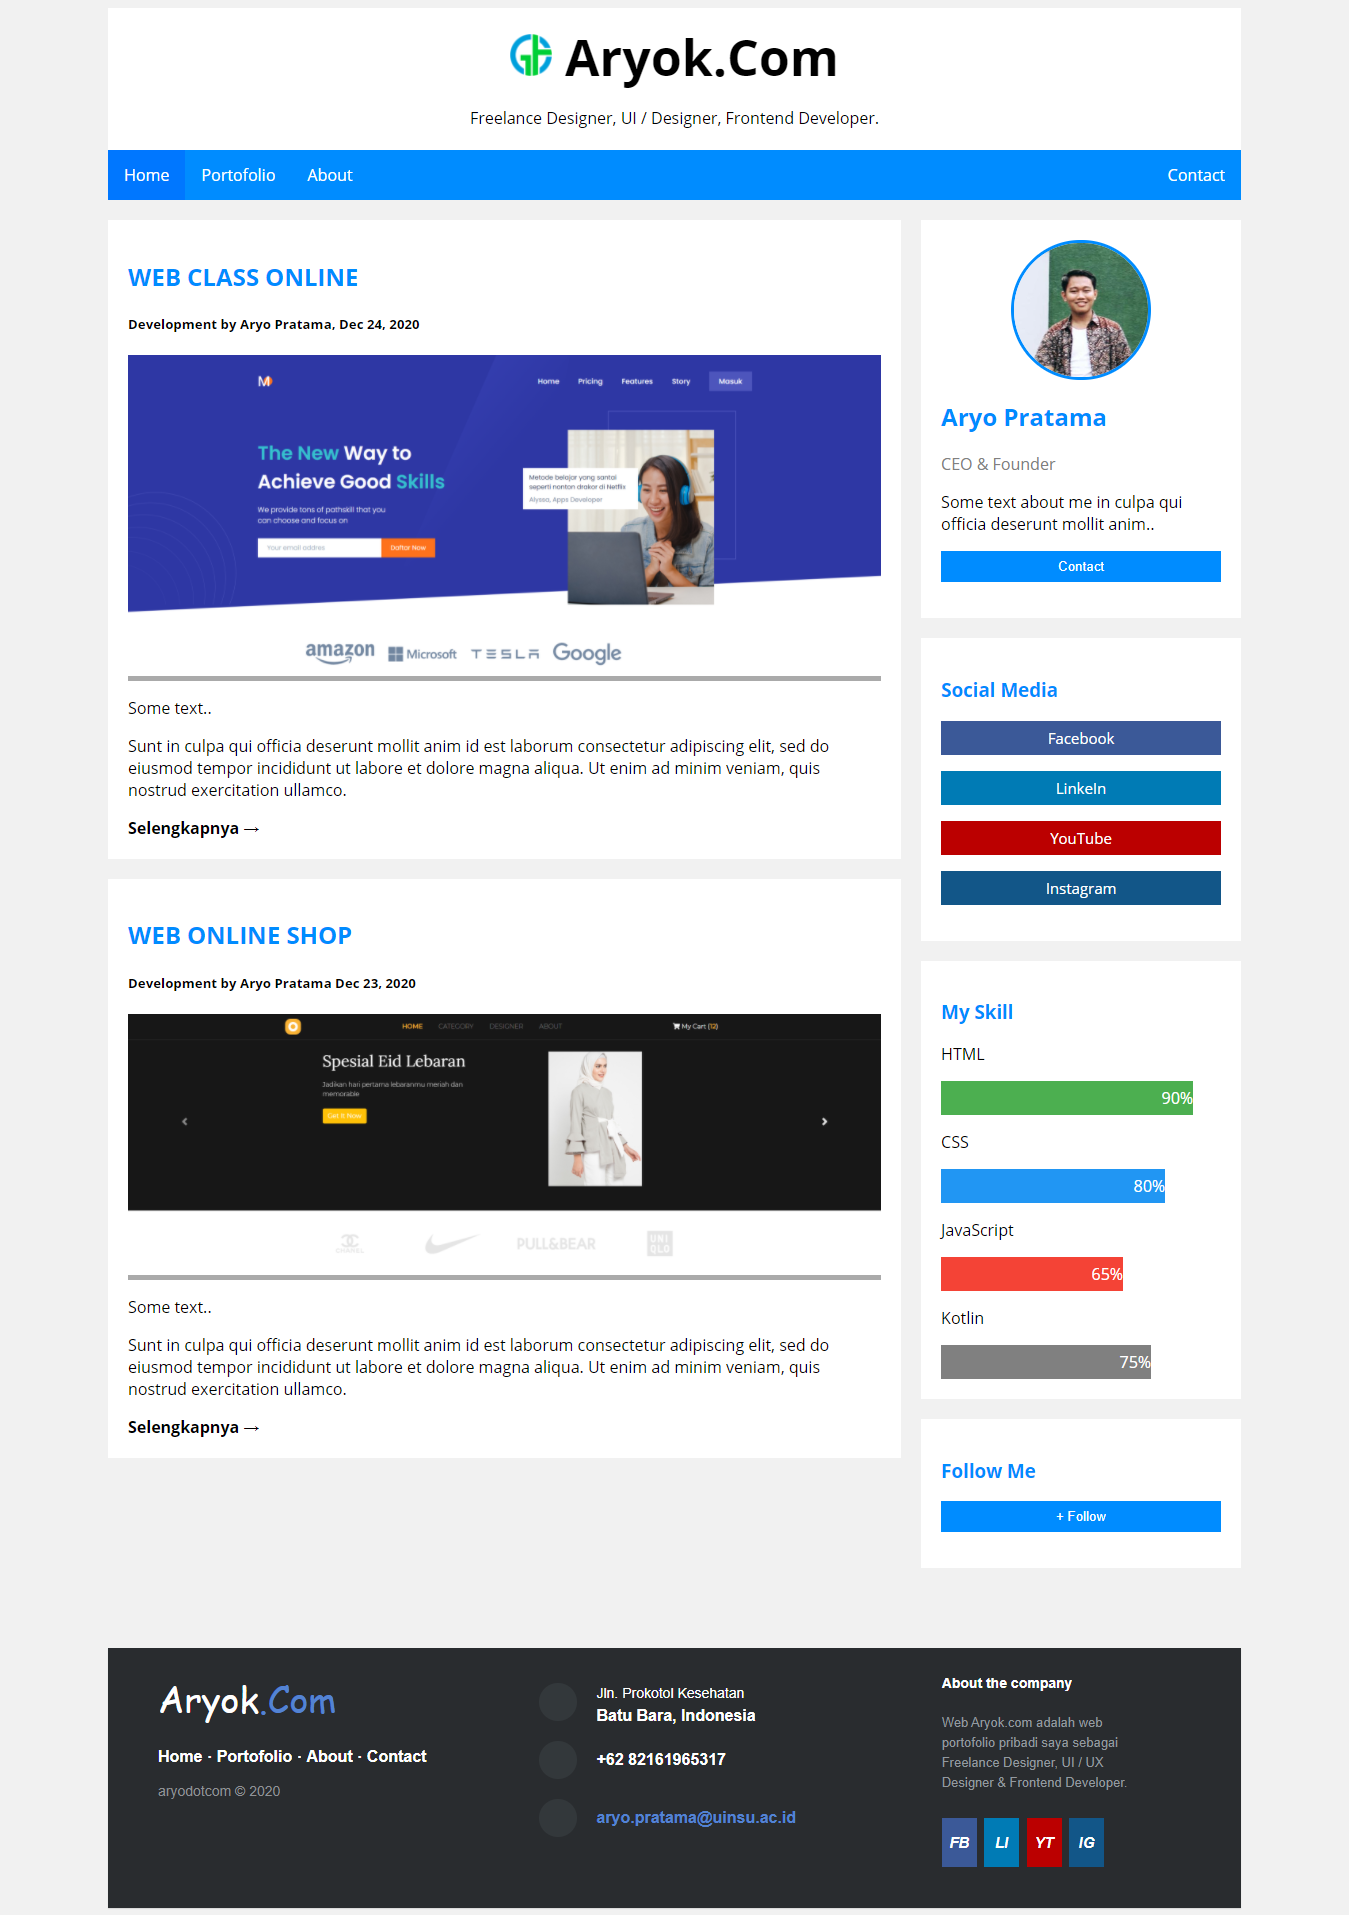 Aryok.Com
Freelance Designer, UI / Designer, Frontend Developer.
Home Portofolio About Contact
WEB CLASS ONLINE
Development by Aryo Pratama, Dec 24, 2020
M
Home Pricing Features Story Masuk
The New Way to
Achieve Good Skills
We provide tons of pathskill that you
can choose and focus on
Your email addres Daftar Now
Metode belajar yang santai
seperti nonton drakor di Netflix
Alyssa, Apps Developer
amazon Microsoft TESLA Google
Some text..
Sunt in culpa qui officia deserunt mollit anim id est laborum consectetur adipiscing elit, sed do
eiusmod tempor incididunt ut labore et dolore magna aliqua. Ut enim ad minim veniam, quis
nostrud exercitation ullamco.
Selengkapnya →
WEB ONLINE SHOP
Development by Aryo Pratama Dec 23, 2020
HOME CATEGORY DESIGNER ABOUT My Cart (12)
Spesial Eid Lebaran
Jadikan hari pertama lebaranmu meriah dan
memorable
Get It Now
CHANEL PULL&BEAR UNI
QLO
Some text..
Sunt in culpa qui officia deserunt mollit anim id est laborum consectetur adipiscing elit, sed do
eiusmod tempor incididunt ut labore et dolore magna aliqua. Ut enim ad minim veniam, quis
nostrud exercitation ullamco.
Selengkapnya →
Aryo Pratama
CEO & Founder
Some text about me in culpa qui
officia deserunt mollit anim..
Contact
Social Media
Facebook
LinkeIn
YouTube
Instagram
My Skill
HTML
90%
CSS
80%
JavaScript
65%
Kotlin
75%
Follow Me
+ Follow
Aryok.Com
Home · Portofolio · About · Contact
aryodotcom © 2020
Jln. Prokotol Kesehatan
Batu Bara, Indonesia
+62 82161965317
aryo.pratama@uinsu.ac.id
About the company
Web Aryok.com adalah web
portofolio pribadi saya sebagai
Freelance Designer, UI / UX
Designer & Frontend Developer.
FB LI YT IG